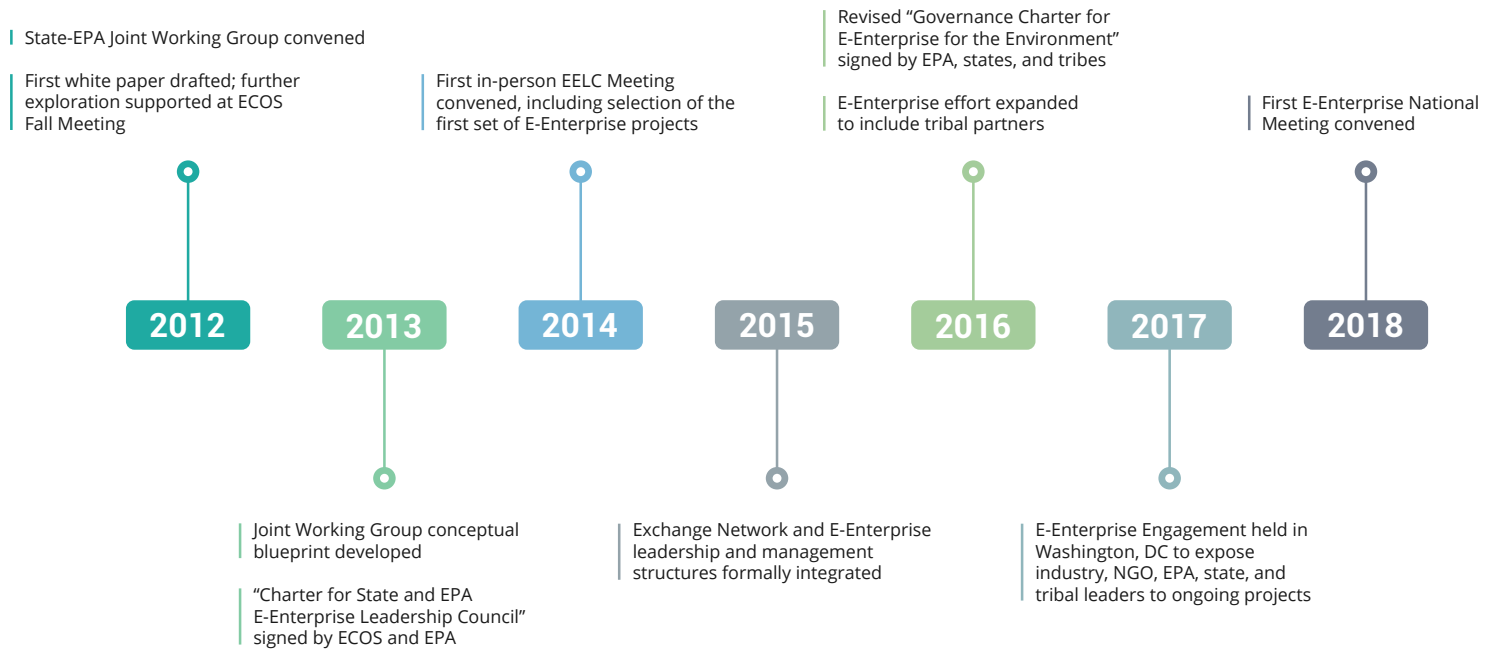 State-EPA Joint Working Group convened
First white paper drafted; further
exploration supported at ECOS
Fall Meeting
2012
2013
Joint Working Group conceptual
blueprint developed
“Charter for State and EPA
E-Enterprise Leadership Council”
signed by ECOS and EPA
First in-person EELC Meeting
convened, including selection of the
first set of E-Enterprise projects
2014
2015
Exchange Network and E-Enterprise
leadership and management
structures formally integrated
Revised “Governance Charter for
E-Enterprise for the Environment”
signed by EPA, states, and tribes
E-Enterprise effort expanded
to include tribal partners
2016
2017
E-Enterprise Engagement held in
Washington, DC to expose
industry, NGO, EPA, state, and
tribal leaders to ongoing projects
First E-Enterprise National
Meeting convened
2018